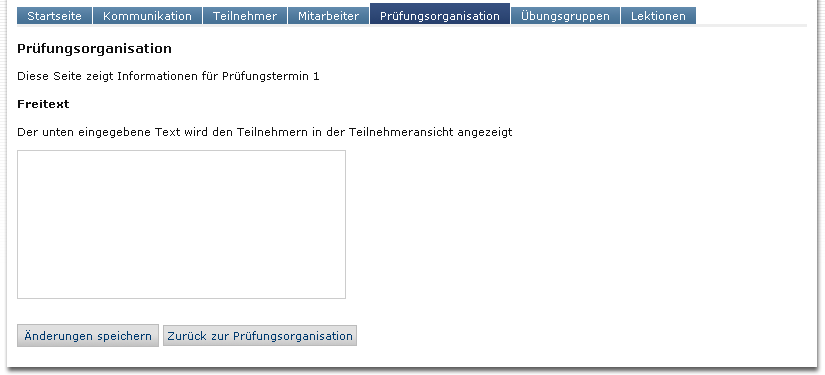 Startseite Kommunikation Teilnehmer Mitarbeiter Prüfungsorganisation Übungsgruppen Lektionen
Prüfungsorganisation
Diese Seite zeigt Informationen für Prüfungstermin 1
Freitext
Der unten eingegebene Text wird den Teilnehmern in der Teilnehmeransicht angezeigt
Änderungen speichern Zurück zur Prüfungsorganisation